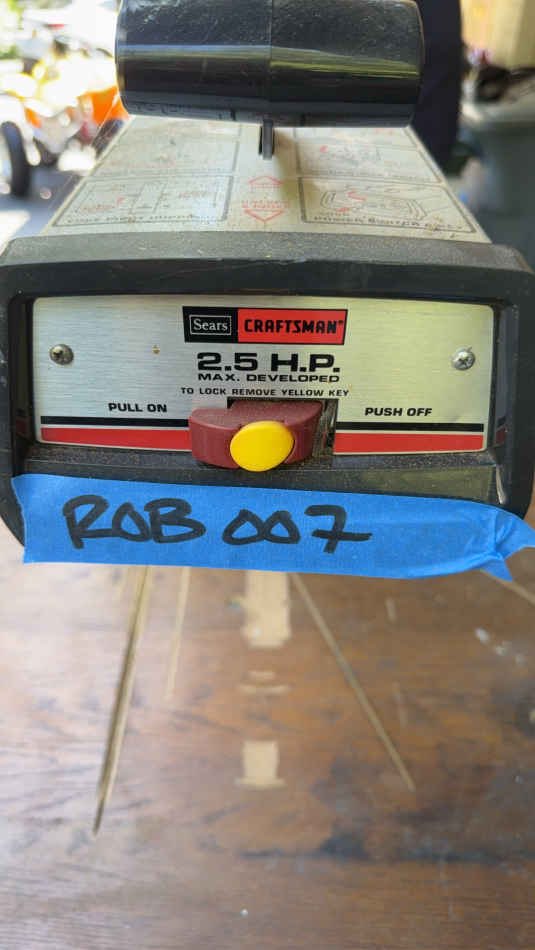 Sears CRAFTSMAN
2.5 H.P.
MAX. DEVELOPED
TO LOCK REMOVE YELLOW KEY
PULL ON
PUSH OFF
ROB 007